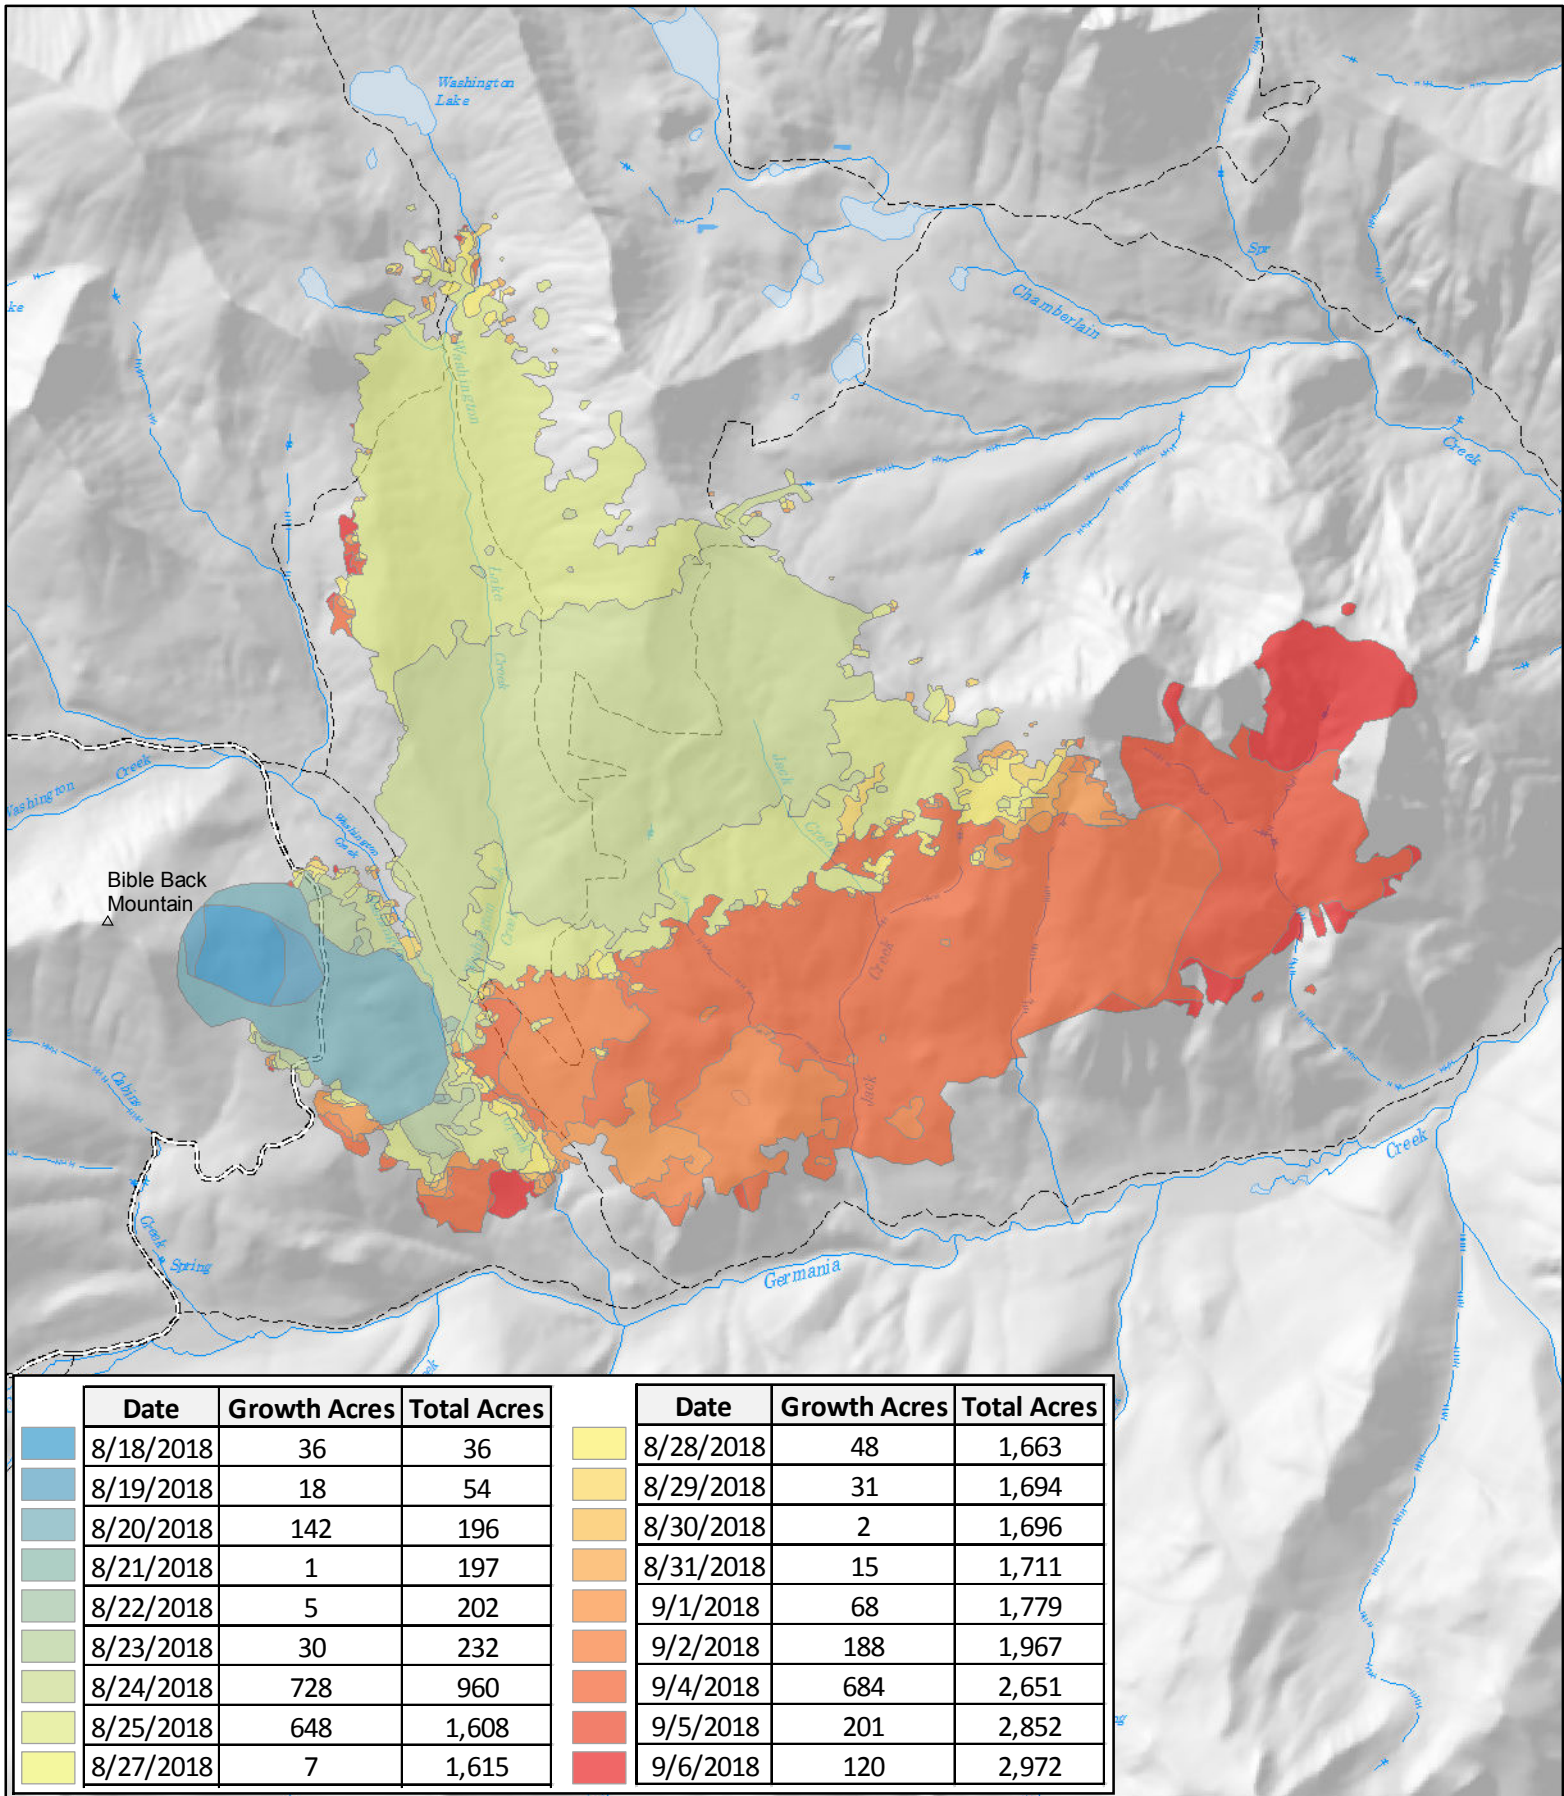 Washington
Lake
Spr
ke
Chamberlain
Washington
Creek
Lake
Creek
Creek
Washington
Jack
Creek
Washington
Creek
Bible Back
Mountain
Creek
Jack
Cabins
Creek
Creek
Spring
Germania
ek
Date Growth Acres Total Acres
8/18/2018 36 36
8/19/2018 18 54
8/20/2018 142 196
8/21/2018 1 197
8/22/2018 5 202
8/23/2018 30 232
8/24/2018 728 960
8/25/2018 648 1,608
8/27/2018 7 1,615
Date Growth Acres Total Acres
8/28/2018 48 1,663
8/29/2018 31 1,694
8/30/2018 2 1,696
8/31/2018 15 1,711
9/1/2018 68 1,779
9/2/2018 188 1,967
9/4/2018 684 2,651
9/5/2018 201 2,852
9/6/2018 120 2,972